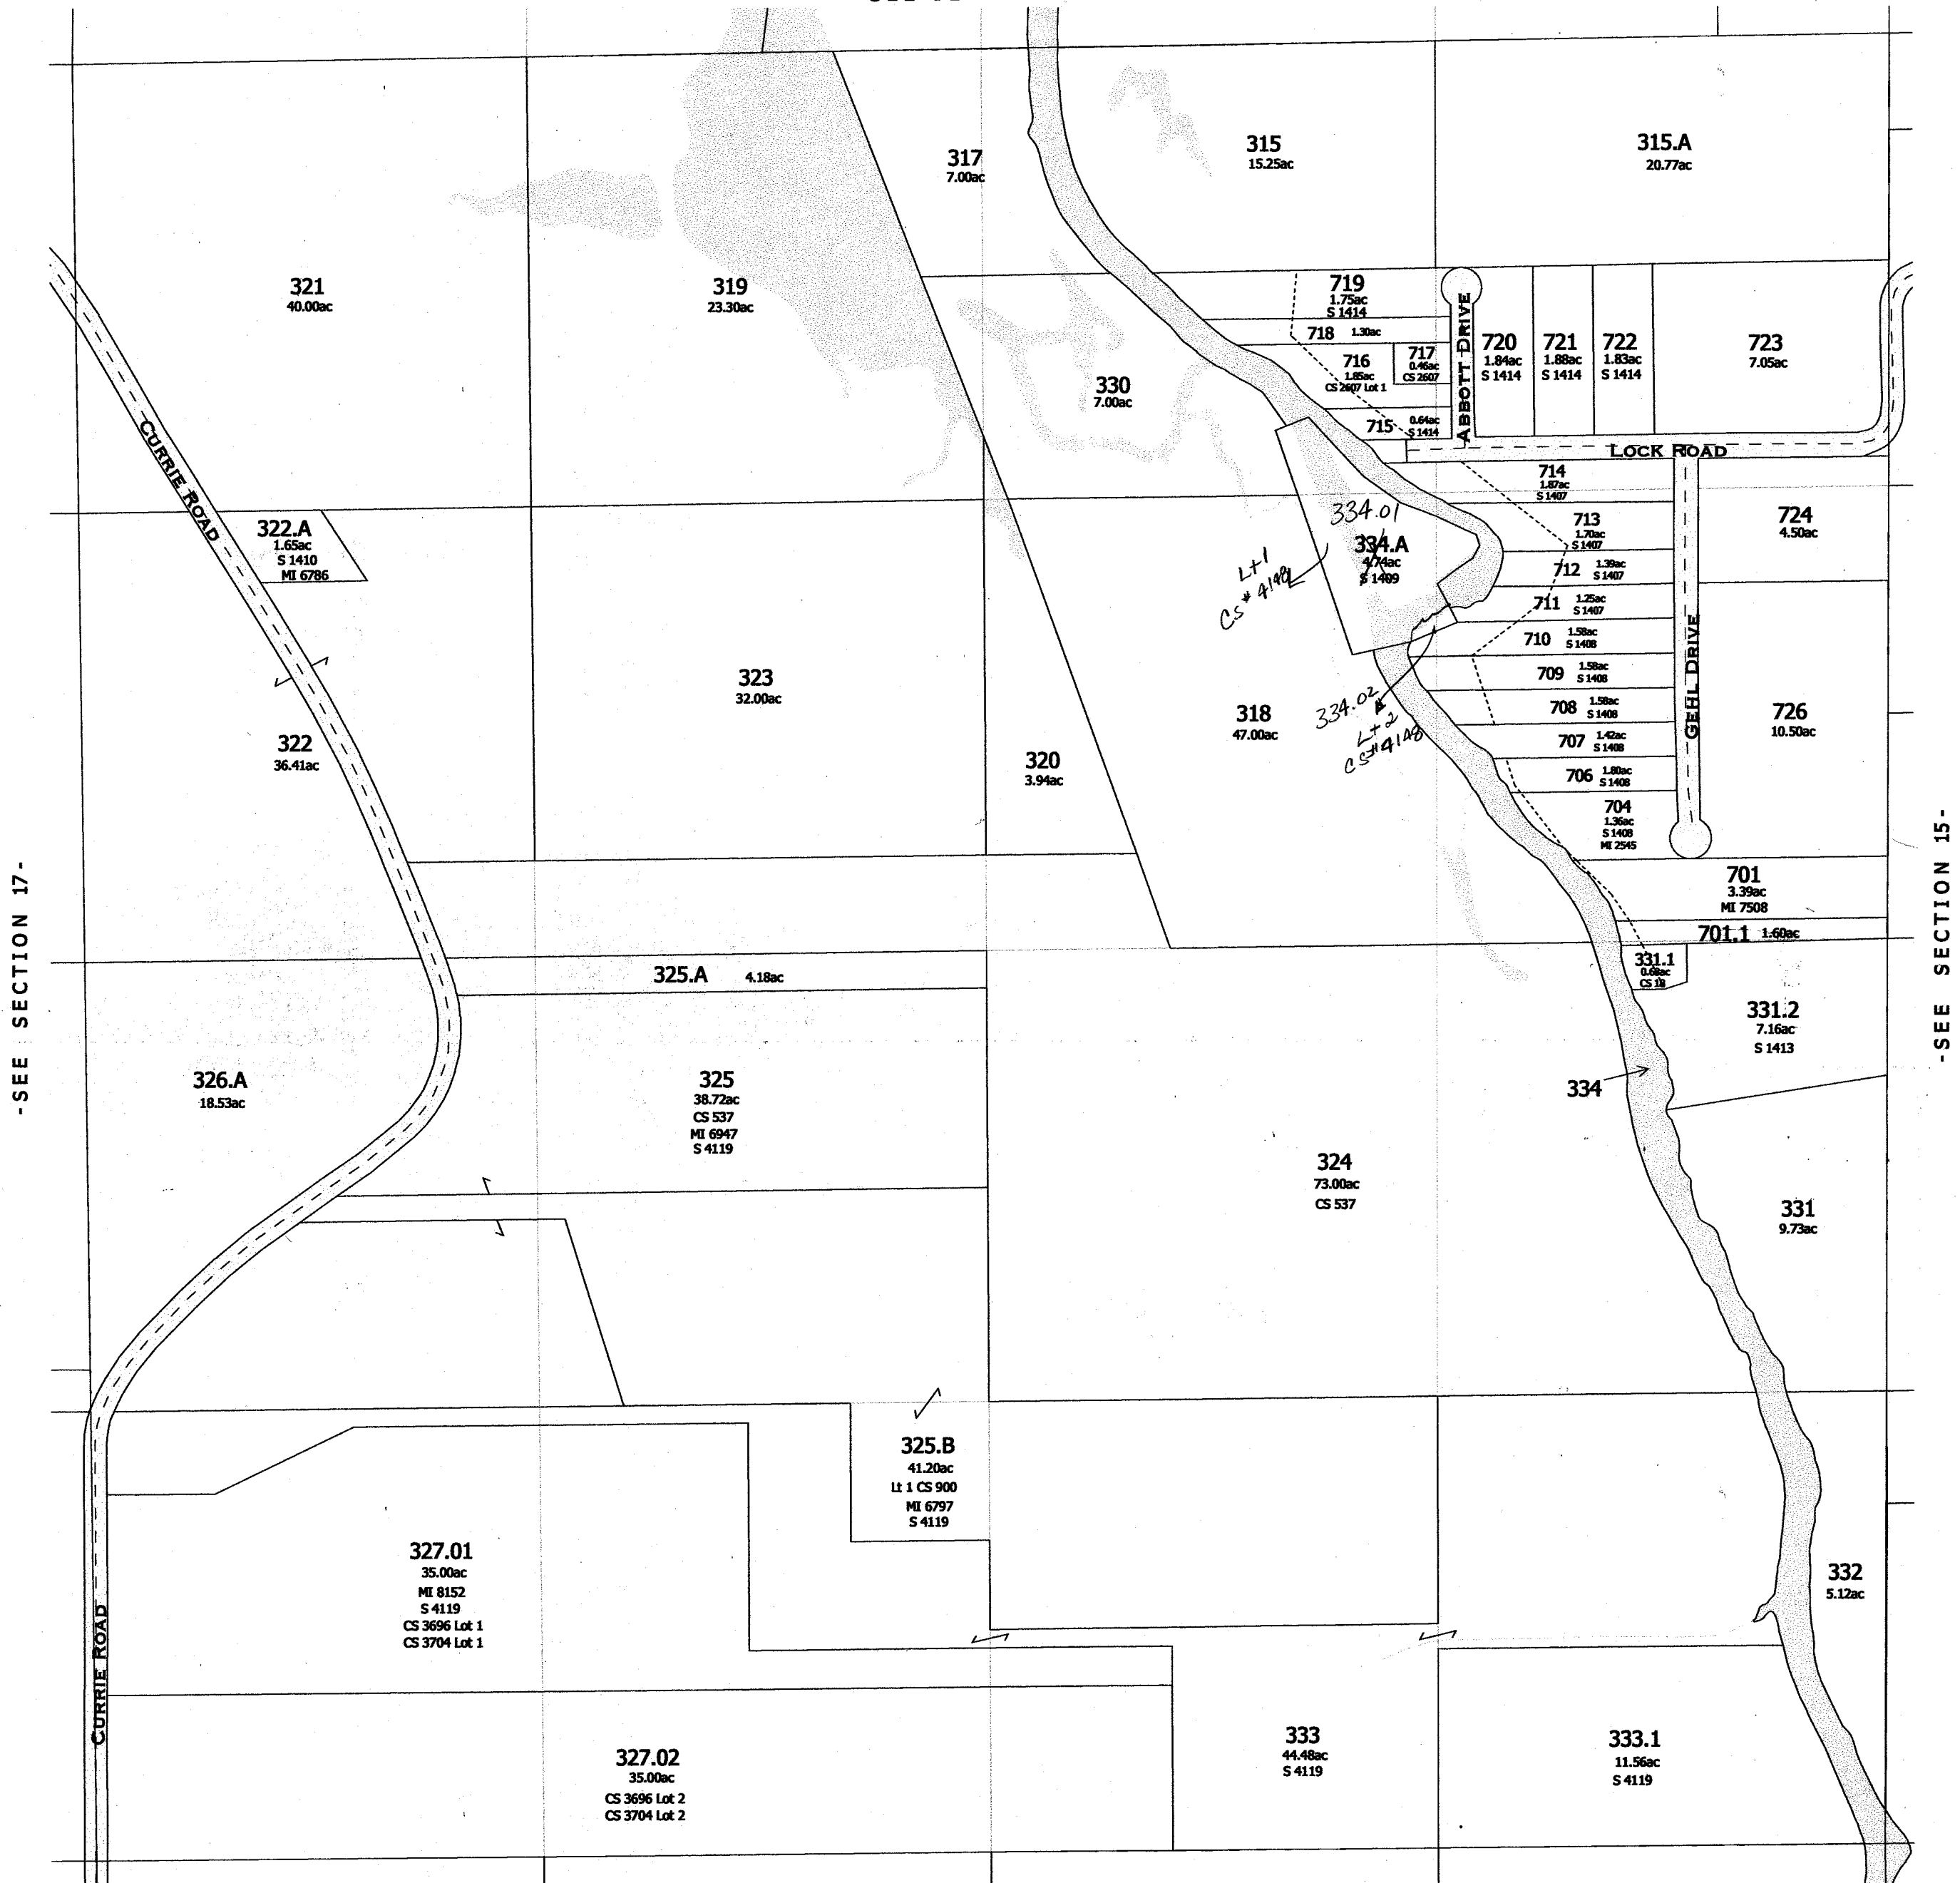 317
7.00ac
315
15.25ac
315.A
20.77ac
321
40.00ac
319
23.30ac
330
7.00ac
719
1.75ac
S 1414
718 1.30ac
716
1.85ac
CS 2607 Lot 1
717
0.46ac
CS 2607
715 0.64ac
S 1414
ABBOTT DRIVE
720
1.84ac
S 1414
721
1.88ac
S 1414
722
1.83ac
S 1414
723
7.05ac
LOCK ROAD
CURRIE ROAD
322.A
1.65ac
S 1410
MI 6786
334.01
334.A
4.74ac
S 1409
Lt 1
CS # 4148
714
1.87ac
S 1407
713
1.70ac
S 1407
712 1.39ac
S 1407
711 1.25ac
S 1407
710 1.58ac
S 1408
709 1.58ac
S 1408
708 1.58ac
S 1408
707 1.42ac
S 1408
706 1.80ac
S 1408
704
1.36ac
S 1408
MI 2545
GEHL DRIVE
724
4.50ac
726
10.50ac
323
32.00ac
322
36.41ac
320
3.94ac
318
47.00ac
334.02
Lt 2
CS# 4148
701
3.39ac
MI 7508
701.1 1.60ac
331.1
0.68ac
CS 18
331.2
7.16ac
S 1413
-SEE SECTION 17-
-SEE SECTION 15-
325.A 4.18ac
326.A
18.53ac
325
38.72ac
CS 537
MI 6947
S 4119
334
324
73.00ac
CS 537
331
9.73ac
325.B
41.20ac
Lt 1 CS 900
MI 6797
S 4119
327.01
35.00ac
MI 8152
S 4119
CS 3696 Lot 1
CS 3704 Lot 1
332
5.12ac
CURRIE ROAD
327.02
35.00ac
CS 3696 Lot 2
CS 3704 Lot 2
333
44.48ac
S 4119
333.1
11.56ac
S 4119